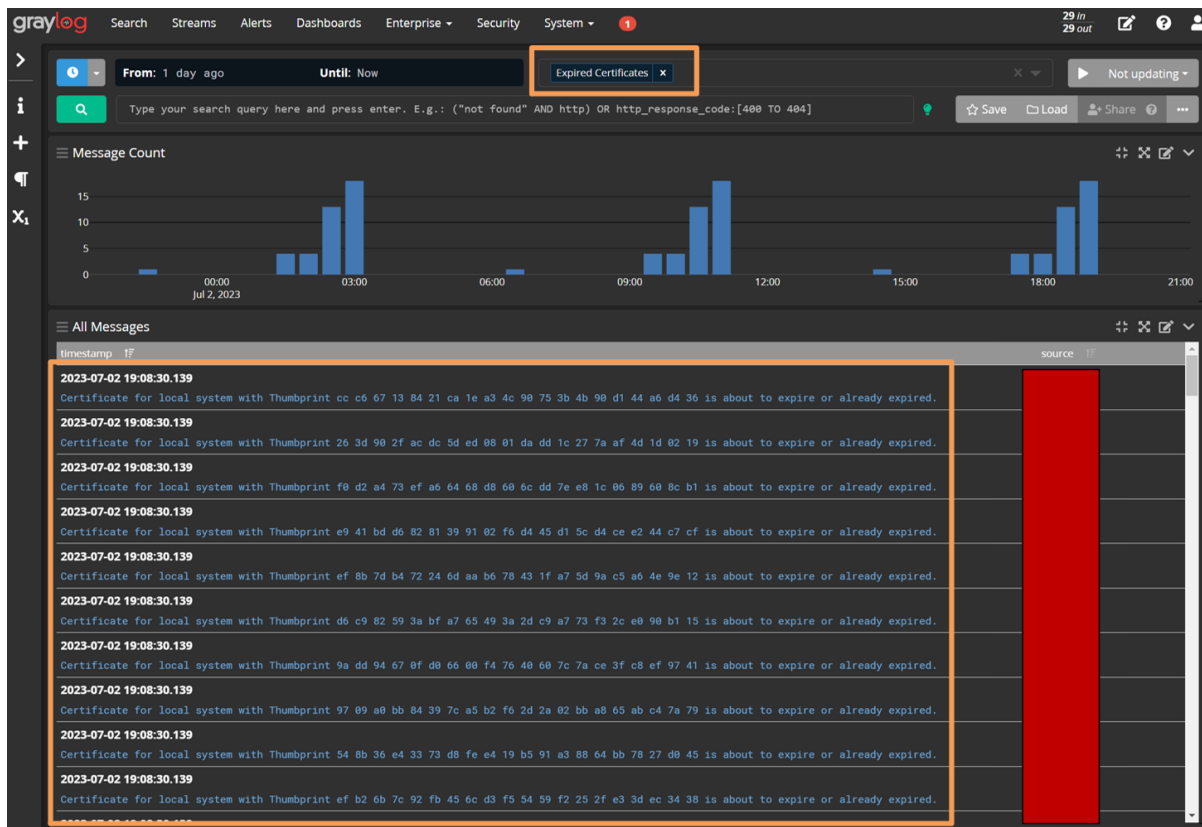 graylog Search Streams Alerts Dashboards Enterprise Security System 1 29 in
29 out
From: 1 day ago Until: Now Expired Certificates x Not updating
Type your search query here and press enter. E.g.: ("not found" AND http) OR http_response_code:[400 TO 404] Save Load Share
Message Count
15
10
5
0
00:00 03:00 06:00 09:00 12:00 15:00 18:00 21:00
Jul 2, 2023
All Messages
timestamp source
2023-07-02 19:08:30.139
Certificate for local system with Thumbprint cc c6 67 13 84 21 ca 1e a3 4c 90 75 3b 4b 90 d1 44 a6 d4 36 is about to expire or already expired.
2023-07-02 19:08:30.139
Certificate for local system with Thumbprint 26 3d 90 2f ac dc 5d ed 08 01 da dd 1c 27 7a af 4d 1d 02 19 is about to expire or already expired.
2023-07-02 19:08:30.139
Certificate for local system with Thumbprint f0 d2 a4 73 ef a6 64 68 d8 60 6c dd 7e e8 1c 06 89 60 8c b1 is about to expire or already expired.
2023-07-02 19:08:30.139
Certificate for local system with Thumbprint e9 41 bd d6 82 81 39 91 02 f6 d4 45 d1 5c d4 ce e2 44 c7 cf is about to expire or already expired.
2023-07-02 19:08:30.139
Certificate for local system with Thumbprint ef 8b 7d b4 72 24 6d aa b6 78 43 1f a7 5d 9a c5 a6 4e 9e 12 is about to expire or already expired.
2023-07-02 19:08:30.139
Certificate for local system with Thumbprint d6 c9 82 59 3a bf a7 65 49 3a 2d c9 a7 73 f3 2c e0 90 b1 15 is about to expire or already expired.
2023-07-02 19:08:30.139
Certificate for local system with Thumbprint 9a dd 94 67 0f d0 66 00 f4 76 40 60 7c 7a ce 3f c8 ef 97 41 is about to expire or already expired.
2023-07-02 19:08:30.139
Certificate for local system with Thumbprint 97 09 a0 bb 84 39 7c a5 b2 f6 2d 2a 02 bb a8 65 ab c4 7a 79 is about to expire or already expired.
2023-07-02 19:08:30.139
Certificate for local system with Thumbprint 54 8b 36 e4 33 73 d8 fe e4 19 b5 91 a3 88 64 bb 78 27 d0 45 is about to expire or already expired.
2023-07-02 19:08:30.139
Certificate for local system with Thumbprint ef b2 6b 7c 92 fb 45 6c d3 f5 54 59 f2 25 2f e3 3d ec 34 38 is about to expire or already expired.